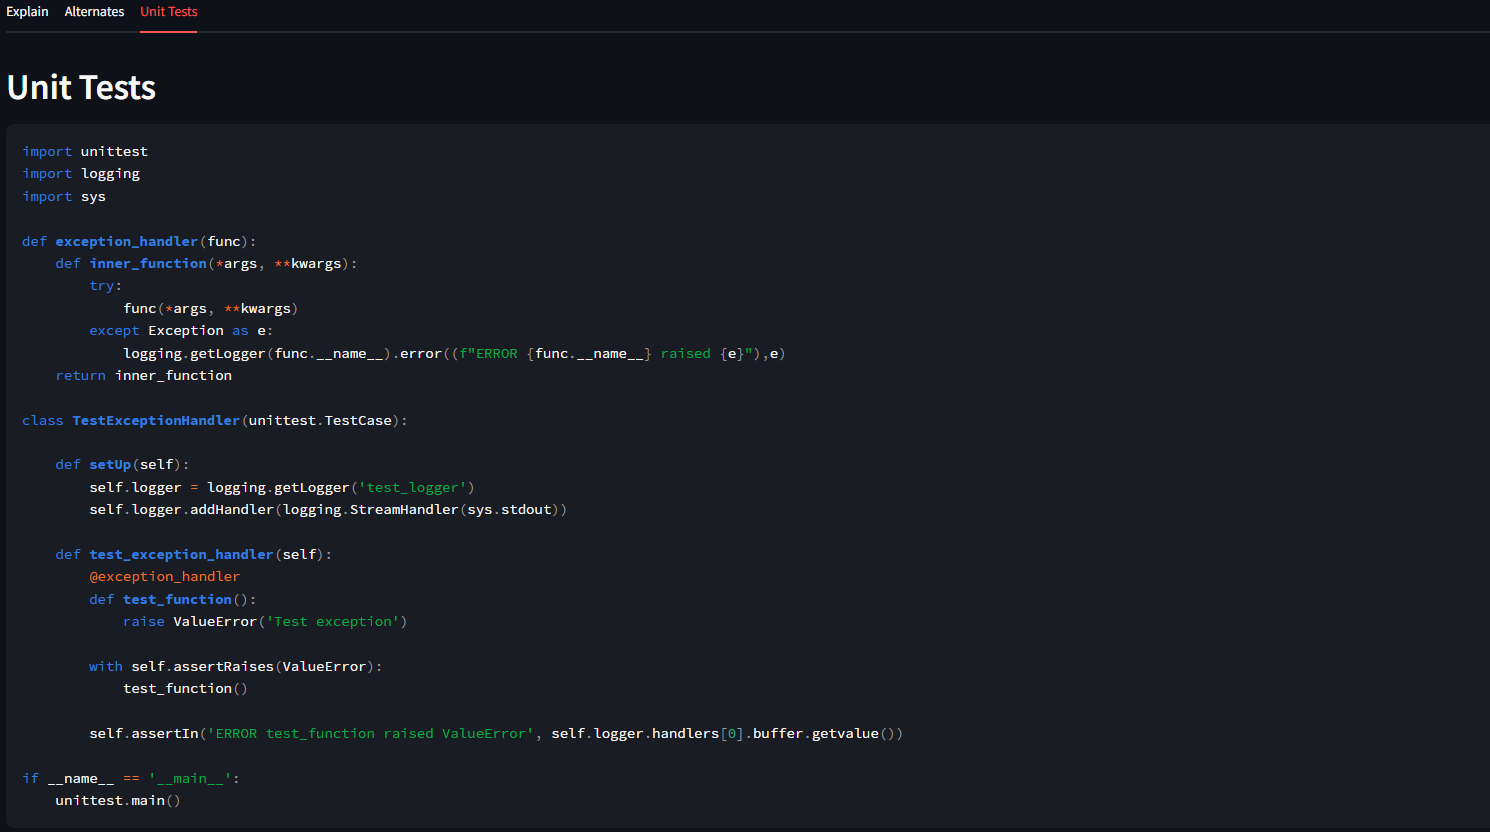 Explain Alternates Unit Tests
Unit Tests
import unittest
import logging
import sys

def exception_handler(func):
    def inner_function(*args, **kwargs):
        try:
            func(*args, **kwargs)
        except Exception as e:
            logging.getLogger(func.__name__).error((f"ERROR {func.__name__} raised {e}"),e)
    return inner_function

class TestExceptionHandler(unittest.TestCase):

    def setUp(self):
        self.logger = logging.getLogger('test_logger')
        self.logger.addHandler(logging.StreamHandler(sys.stdout))

    def test_exception_handler(self):
        @exception_handler
        def test_function():
            raise ValueError('Test exception')

        with self.assertRaises(ValueError):
            test_function()

        self.assertIn('ERROR test_function raised ValueError', self.logger.handlers[0].buffer.getvalue())

if __name__ == '__main__':
    unittest.main()